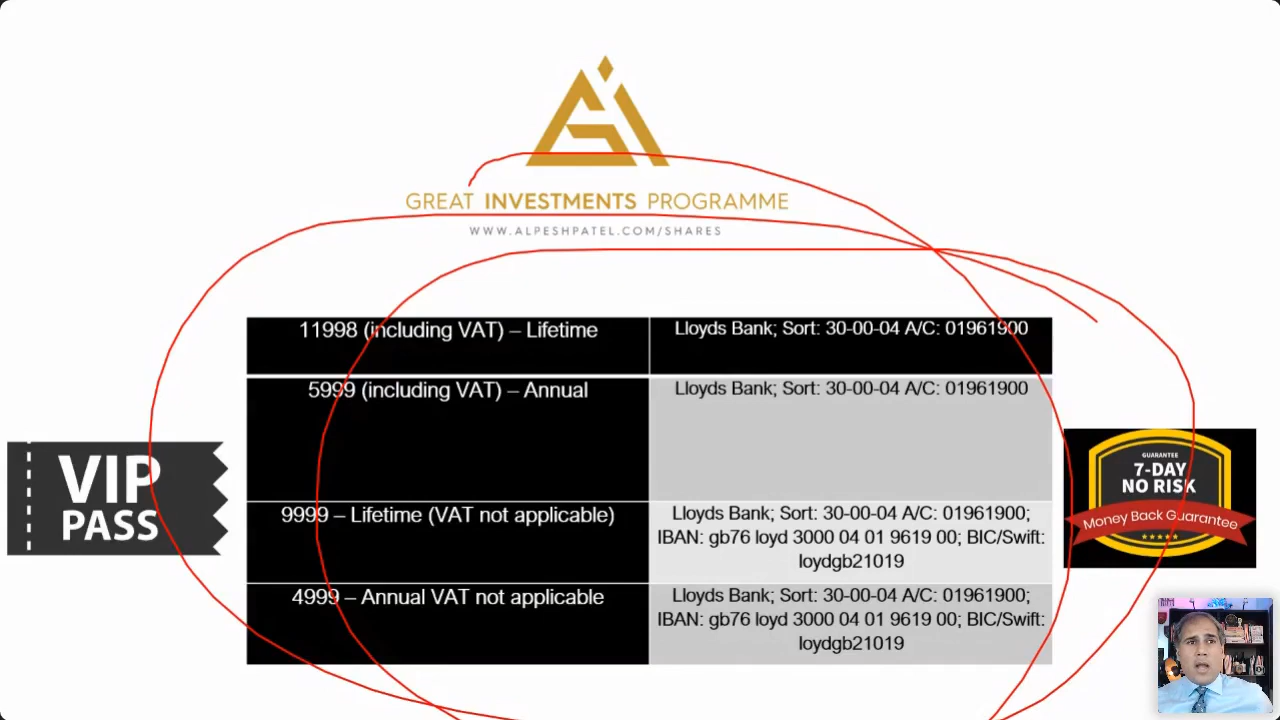 GREAT INVESTMENTS PROGRAMME
WWW.ALPESHPATEL.COM/SHARES
11998 (including VAT) – Lifetime
Lloyds Bank; Sort: 30-00-04 A/C: 01961900
5999 (including VAT) – Annual
Lloyds Bank; Sort: 30-00-04 A/C: 01961900
9999 – Lifetime (VAT not applicable)
Lloyds Bank; Sort: 30-00-04 A/C: 01961900;
IBAN: gb76 loyd 3000 04 01 9619 00; BIC/Swift:
loydgb21019
4999 – Annual VAT not applicable
Lloyds Bank; Sort: 30-00-04 A/C: 01961900;
IBAN: gb76 loyd 3000 04 01 9619 00; BIC/Swift:
loydgb21019
VIP
PASS
GUARANTEE
7-DAY
NO RISK
Money Back Guarantee